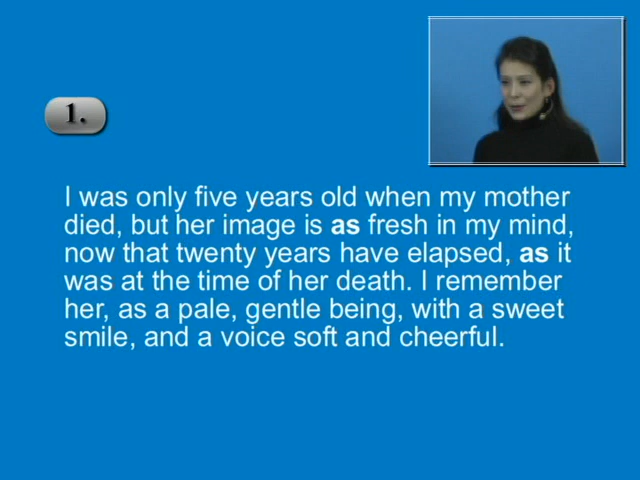 1.
I was only five years old when my mother
died, but her image is as fresh in my mind,
now that twenty years have elapsed, as it
was at the time of her death. I remember
her, as a pale, gentle being, with a sweet
smile, and a voice soft and cheerful.